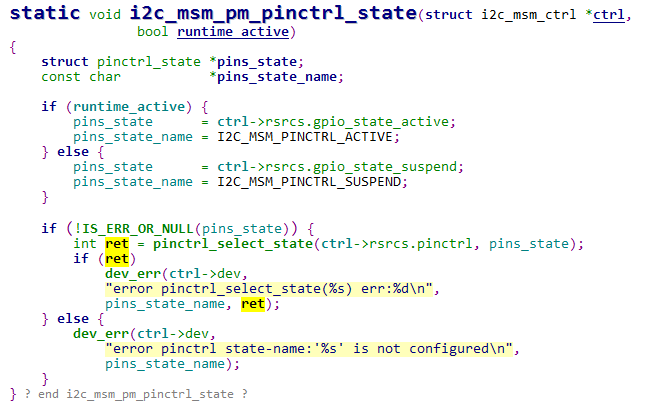 static void i2c_msm_pm_pinctrl_state(struct i2c_msm_ctrl *ctrl,
bool runtime_active)
{
struct pinctrl_state *pins_state;
const char *pins_state_name;
if (runtime_active) {
pins_state = ctrl->rsrcs.gpio_state_active;
pins_state_name = I2C_MSM_PINCTRL_ACTIVE;
} else {
pins_state = ctrl->rsrcs.gpio_state_suspend;
pins_state_name = I2C_MSM_PINCTRL_SUSPEND;
}
if (!IS_ERR_OR_NULL(pins_state)) {
int ret = pinctrl_select_state(ctrl->rsrcs.pinctrl, pins_state);
if (ret)
dev_err(ctrl->dev,
"error pinctrl_select_state(%s) err:%d\n",
pins_state_name, ret);
} else {
dev_err(ctrl->dev,
"error pinctrl state-name:'%s' is not configured\n",
pins_state_name);
}
} ? end i2c_msm_pm_pinctrl_state ?